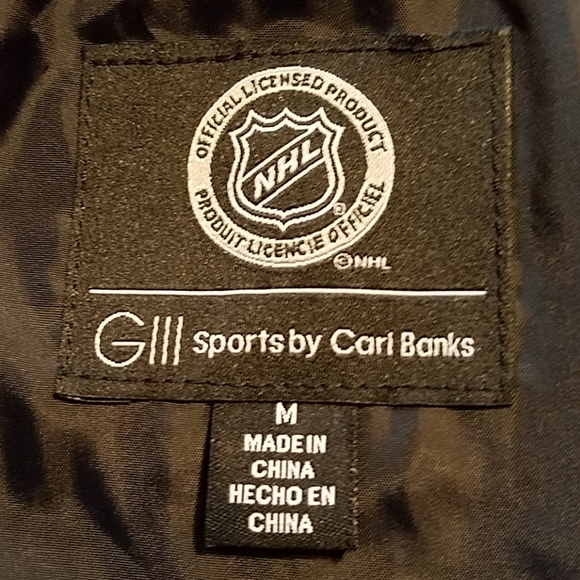 OFFICIAL LICENSED PRODUCT
NHL
®
PRODUIT LICENCIE OFFICIEL
©NHL
GIII Sports by Carl Banks
M
MADE IN
CHINA
HECHO EN
CHINA